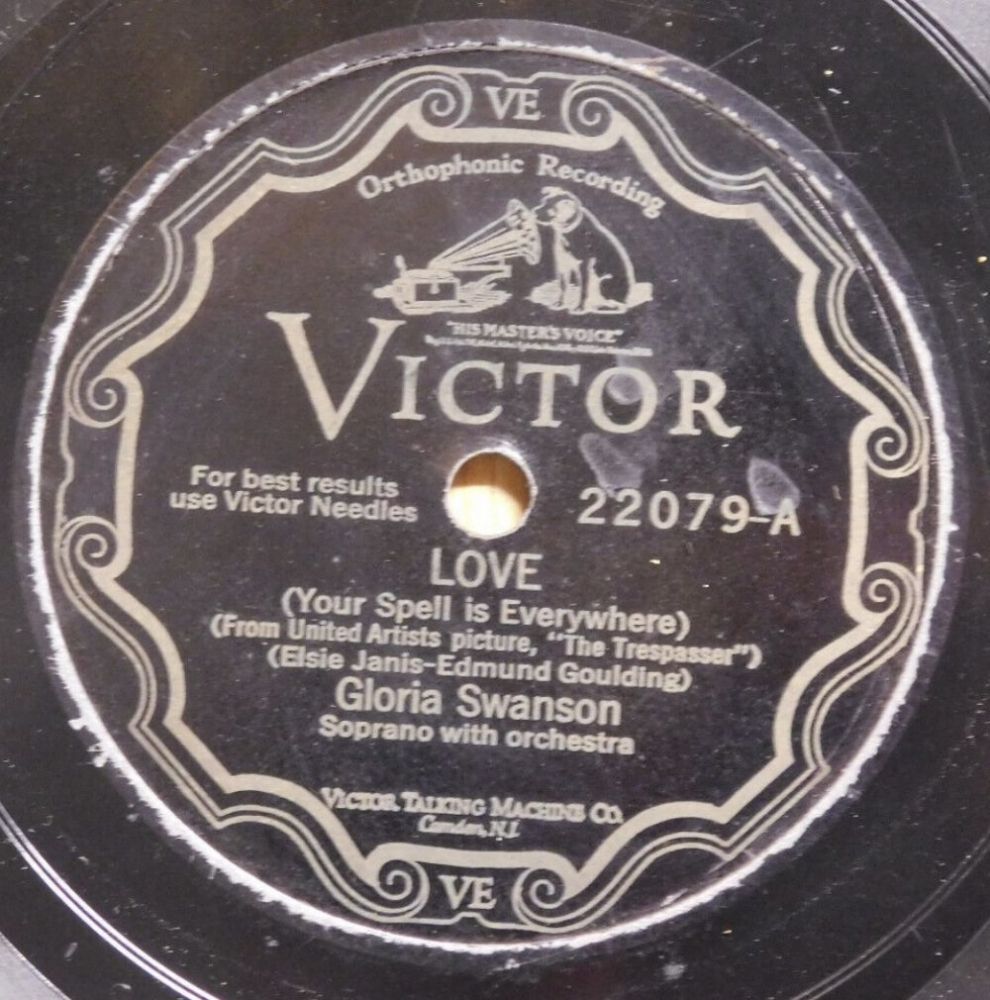 VE
Orthophonic Recording
"HIS MASTER'S VOICE"
VICTOR
For best results
use Victor Needles
22079-A
LOVE
(Your Spell is Everywhere)
(From United Artists picture, "The Trespasser")
(Elsie Janis-Edmund Goulding)
Gloria Swanson
Soprano with orchestra
VICTOR TALKING MACHINE CO.
Camden, N.J.
VE